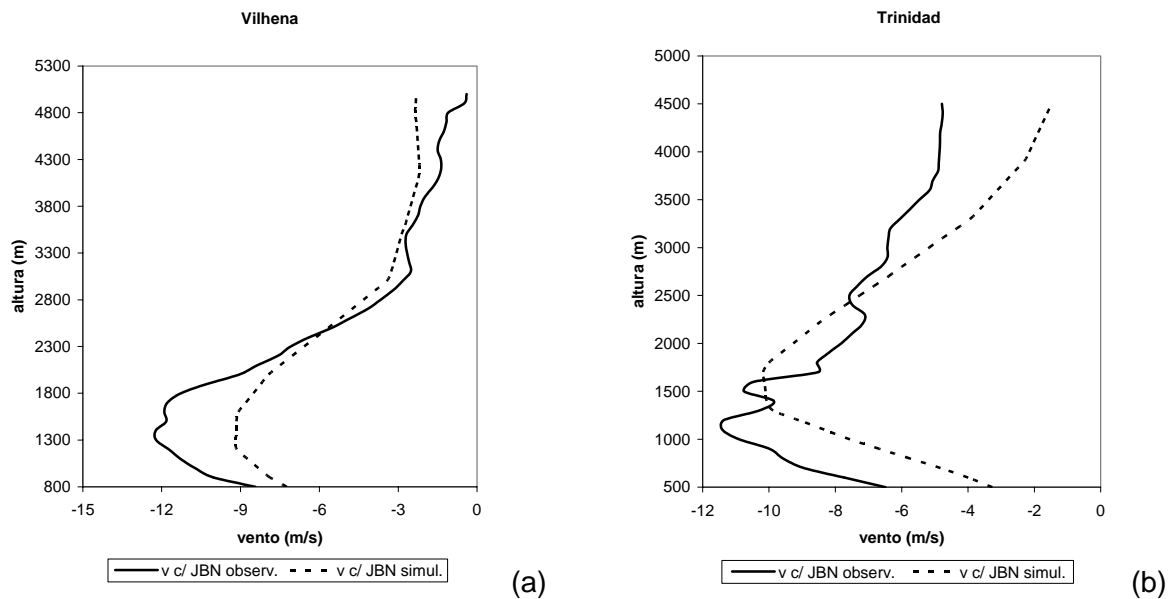 Vilhena
5300
4800
4300
3800
3300
2800
2300
1800
1300
800
altura (m)
-15 -12 -9 -6 -3 0
vento (m/s)
v c/ JBN observ. v c/ JBN simul.
(a)
Trinidad
5000
4500
4000
3500
3000
2500
2000
1500
1000
500
altura (m)
-12 -10 -8 -6 -4 -2 0
vento (m/s)
v c/ JBN observ. v c/ JBN simul.
(b)